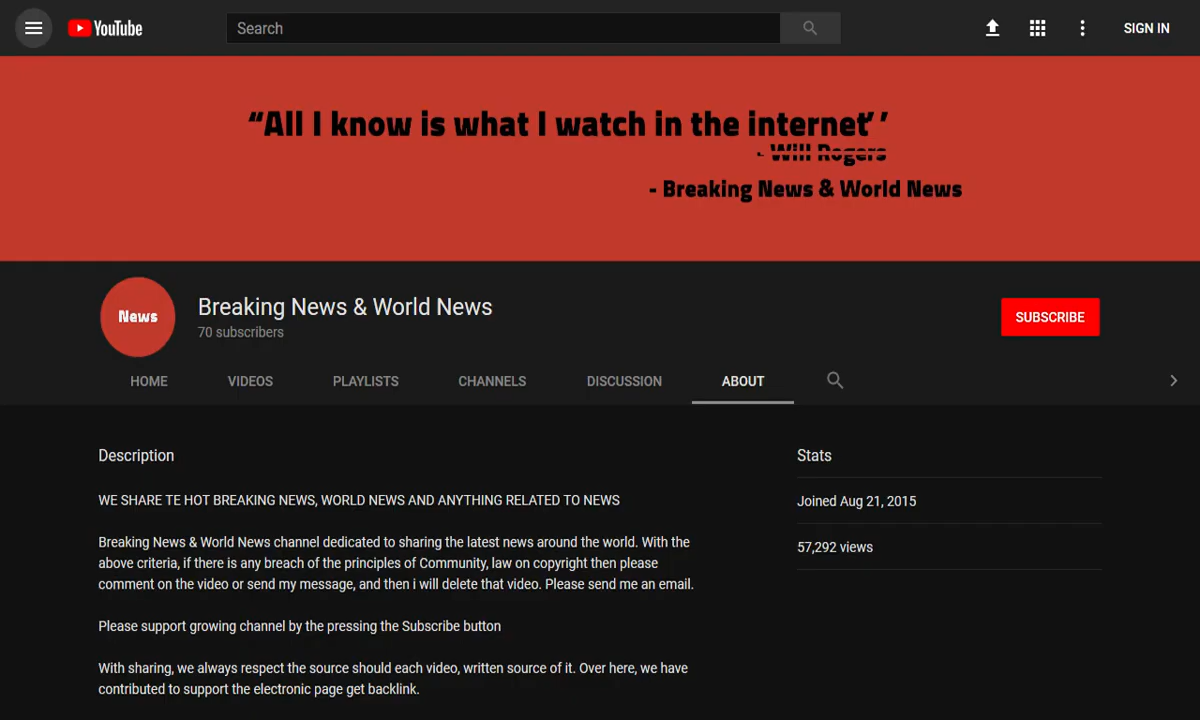 YouTube
Search
SIGN IN
“All I know is what I watch in the internet’’
- Will Rogers
- Breaking News & World News
News
Breaking News & World News
70 subscribers
SUBSCRIBE
HOME VIDEOS PLAYLISTS CHANNELS DISCUSSION ABOUT
Description
WE SHARE TE HOT BREAKING NEWS, WORLD NEWS AND ANYTHING RELATED TO NEWS
Breaking News & World News channel dedicated to sharing the latest news around the world. With the
above criteria, if there is any breach of the principles of Community, law on copyright then please
comment on the video or send my message, and then i will delete that video. Please send me an email.
Please support growing channel by the pressing the Subscribe button
With sharing, we always respect the source should each video, written source of it. Over here, we have
contributed to support the electronic page get backlink.
Stats
Joined Aug 21, 2015
57,292 views